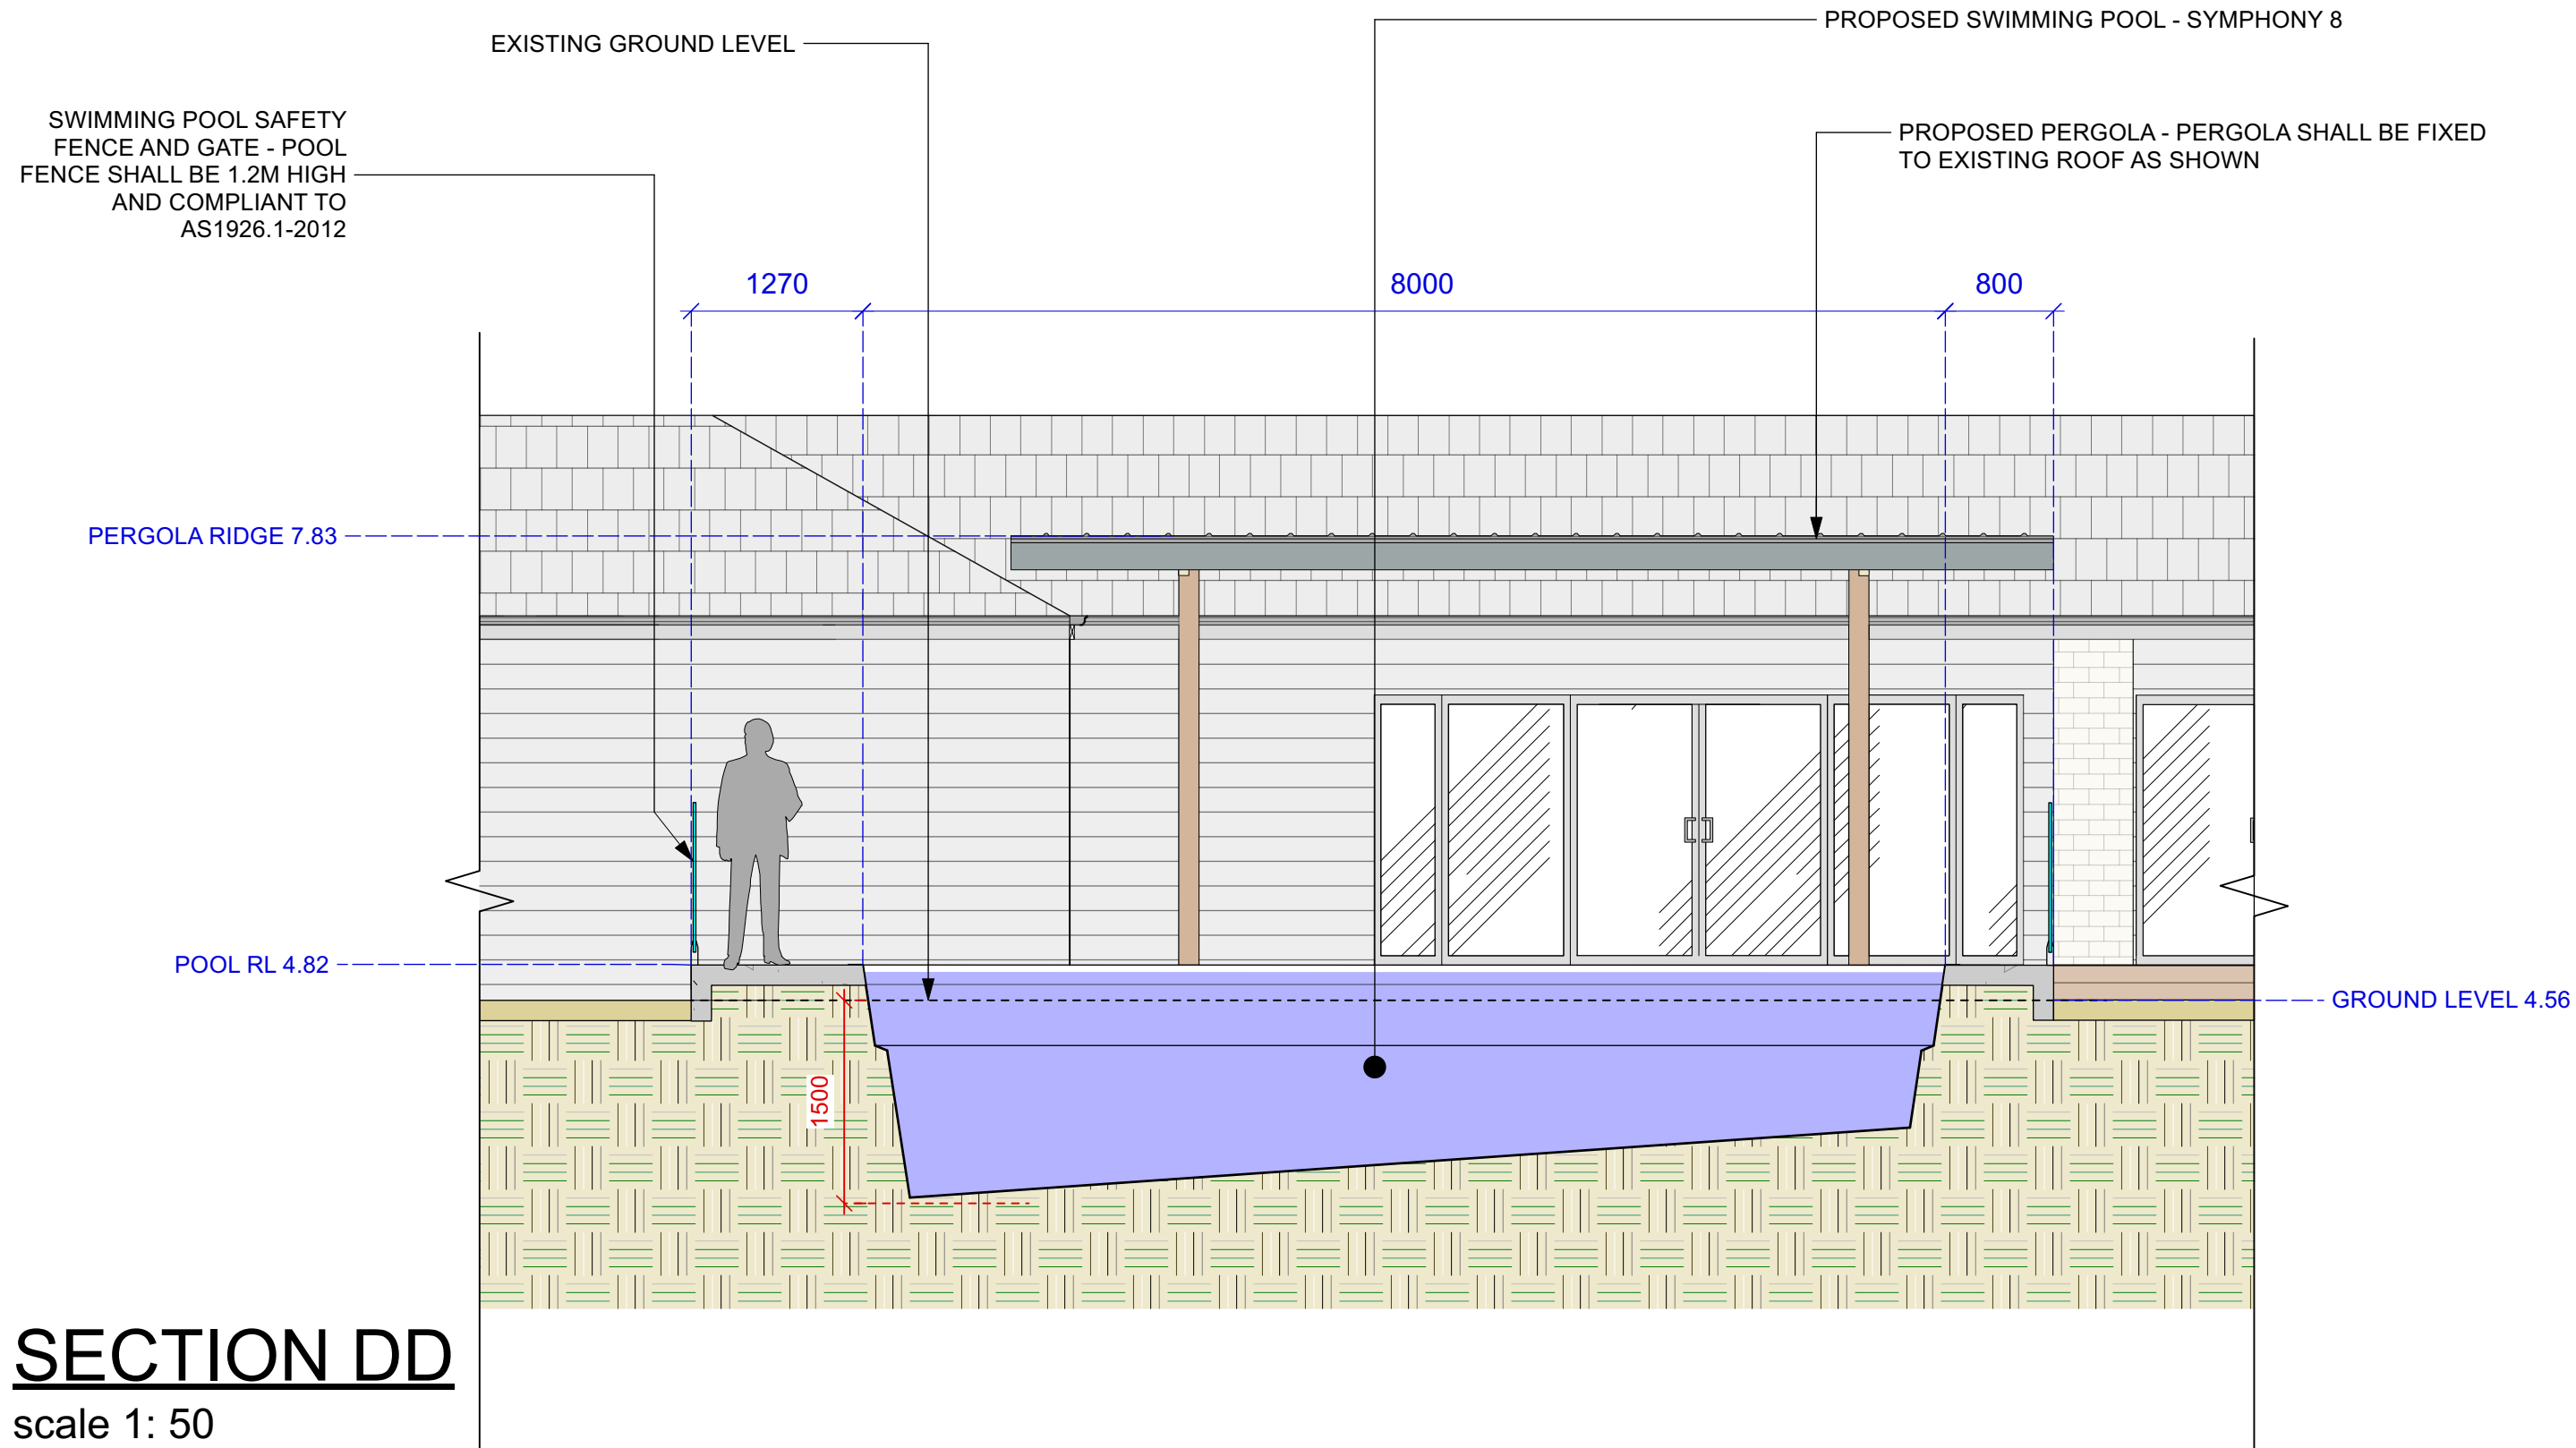 PROPOSED SWIMMING POOL - SYMPHONY 8
EXISTING GROUND LEVEL
SWIMMING POOL SAFETY
FENCE AND GATE - POOL
FENCE SHALL BE 1.2M HIGH
AND COMPLIANT TO
AS1926.1-2012
PROPOSED PERGOLA - PERGOLA SHALL BE FIXED
TO EXISTING ROOF AS SHOWN
1270
8000
800
PERGOLA RIDGE 7.83
POOL RL 4.82
GROUND LEVEL 4.56
1500
SECTION DD
scale 1: 50